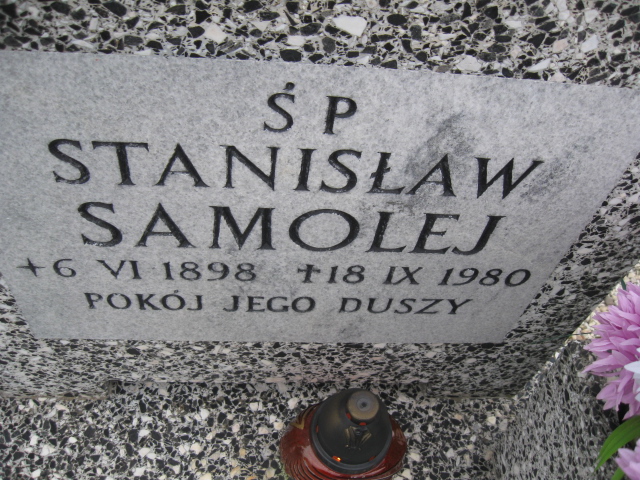 ŚP
STANISŁAW
SAMOLEJ
+6 VI 1898 †18 IX 1980
POKÓJ JEGO DUSZY